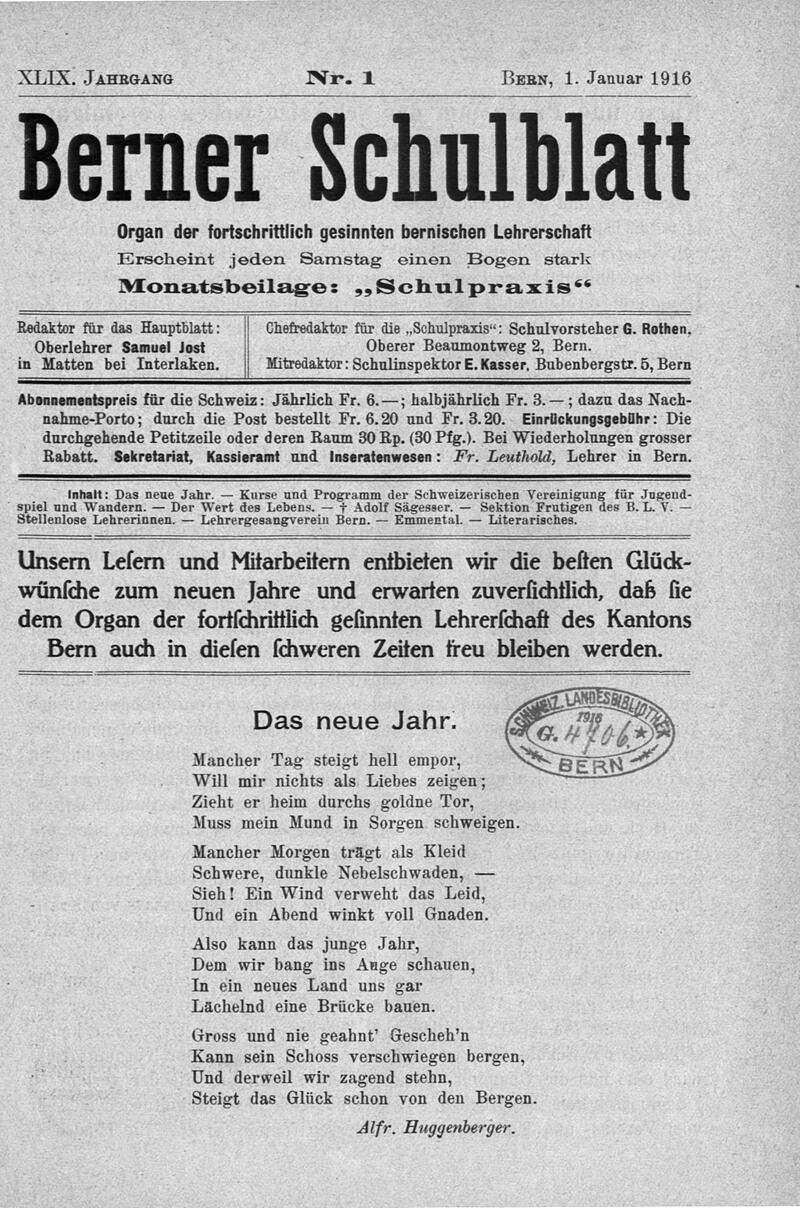 XLIX. JAHRGANG Nr. 1 BERN, 1. Januar 1916
Berner Schulblatt
Organ der fortschrittlich gesinnten bernischen Lehrerschaft
Erscheint jeden Samstag einen Bogen stark
Monatsbeilage: „Schulpraxis“
Redaktor für das Hauptblatt:
Oberlehrer Samuel Jost
in Matten bei Interlaken.
Chefredaktor für die „Schulpraxis“: Schulvorsteher G. Rothen,
Oberer Beaumontweg 2, Bern.
Mitredaktor: Schulinspektor E. Kasser, Bubenbergstr. 5, Bern
Abonnementspreis für die Schweiz: Jährlich Fr. 6.—; halbjährlich Fr. 3.—; dazu das Nach-
nahme-Porto; durch die Post bestellt Fr. 6.20 und Fr. 3.20. Einrückungsgebühr: Die
durchgehende Petitzeile oder deren Raum 30 Rp. (30 Pfg.). Bei Wiederholungen grosser
Rabatt. Sekretariat, Kassieramt und Inseratenwesen: Fr. Leuthold, Lehrer in Bern.
Inhalt: Das neue Jahr. — Kurse und Programm der Schweizerischen Vereinigung für Jugend-
spiel und Wandern. — Der Wert des Lebens. — † Adolf Sägesser. — Sektion Frutigen des B. L. V. —
Stellenlose Lehrerinnen. — Lehrergesangverein Bern. — Emmental. — Literarisches.
Unsern Leſern und Mitarbeitern entbieten wir die beſten Glück-
wünſche zum neuen Jahre und erwarten zuverſichtlich, daß ſie
dem Organ der fortſchrittlich geſinnten Lehrerſchaft des Kantons
Bern auch in dieſen ſchweren Zeiten treu bleiben werden.
Das neue Jahr.
SCHWEIZ. LANDESBIBLIOTHEK
1916
G. 4706.
BERN
Mancher Tag steigt hell empor,
Will mir nichts als Liebes zeigen;
Zieht er heim durchs goldne Tor,
Muss mein Mund in Sorgen schweigen.
Mancher Morgen trägt als Kleid
Schwere, dunkle Nebelschwaden, —
Sieh! Ein Wind verweht das Leid,
Und ein Abend winkt voll Gnaden.
Also kann das junge Jahr,
Dem wir bang ins Auge schauen,
In ein neues Land uns gar
Lächelnd eine Brücke bauen.
Gross und nie geahnt' Gescheh'n
Kann sein Schoss verschwiegen bergen,
Und derweil wir zagend stehn,
Steigt das Glück schon von den Bergen.
Alfr. Huggenberger.